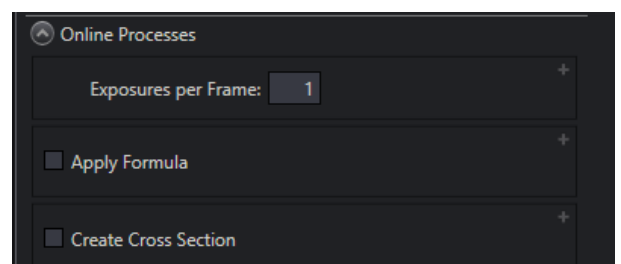 Online Processes
Exposures per Frame: 1
Apply Formula
Create Cross Section